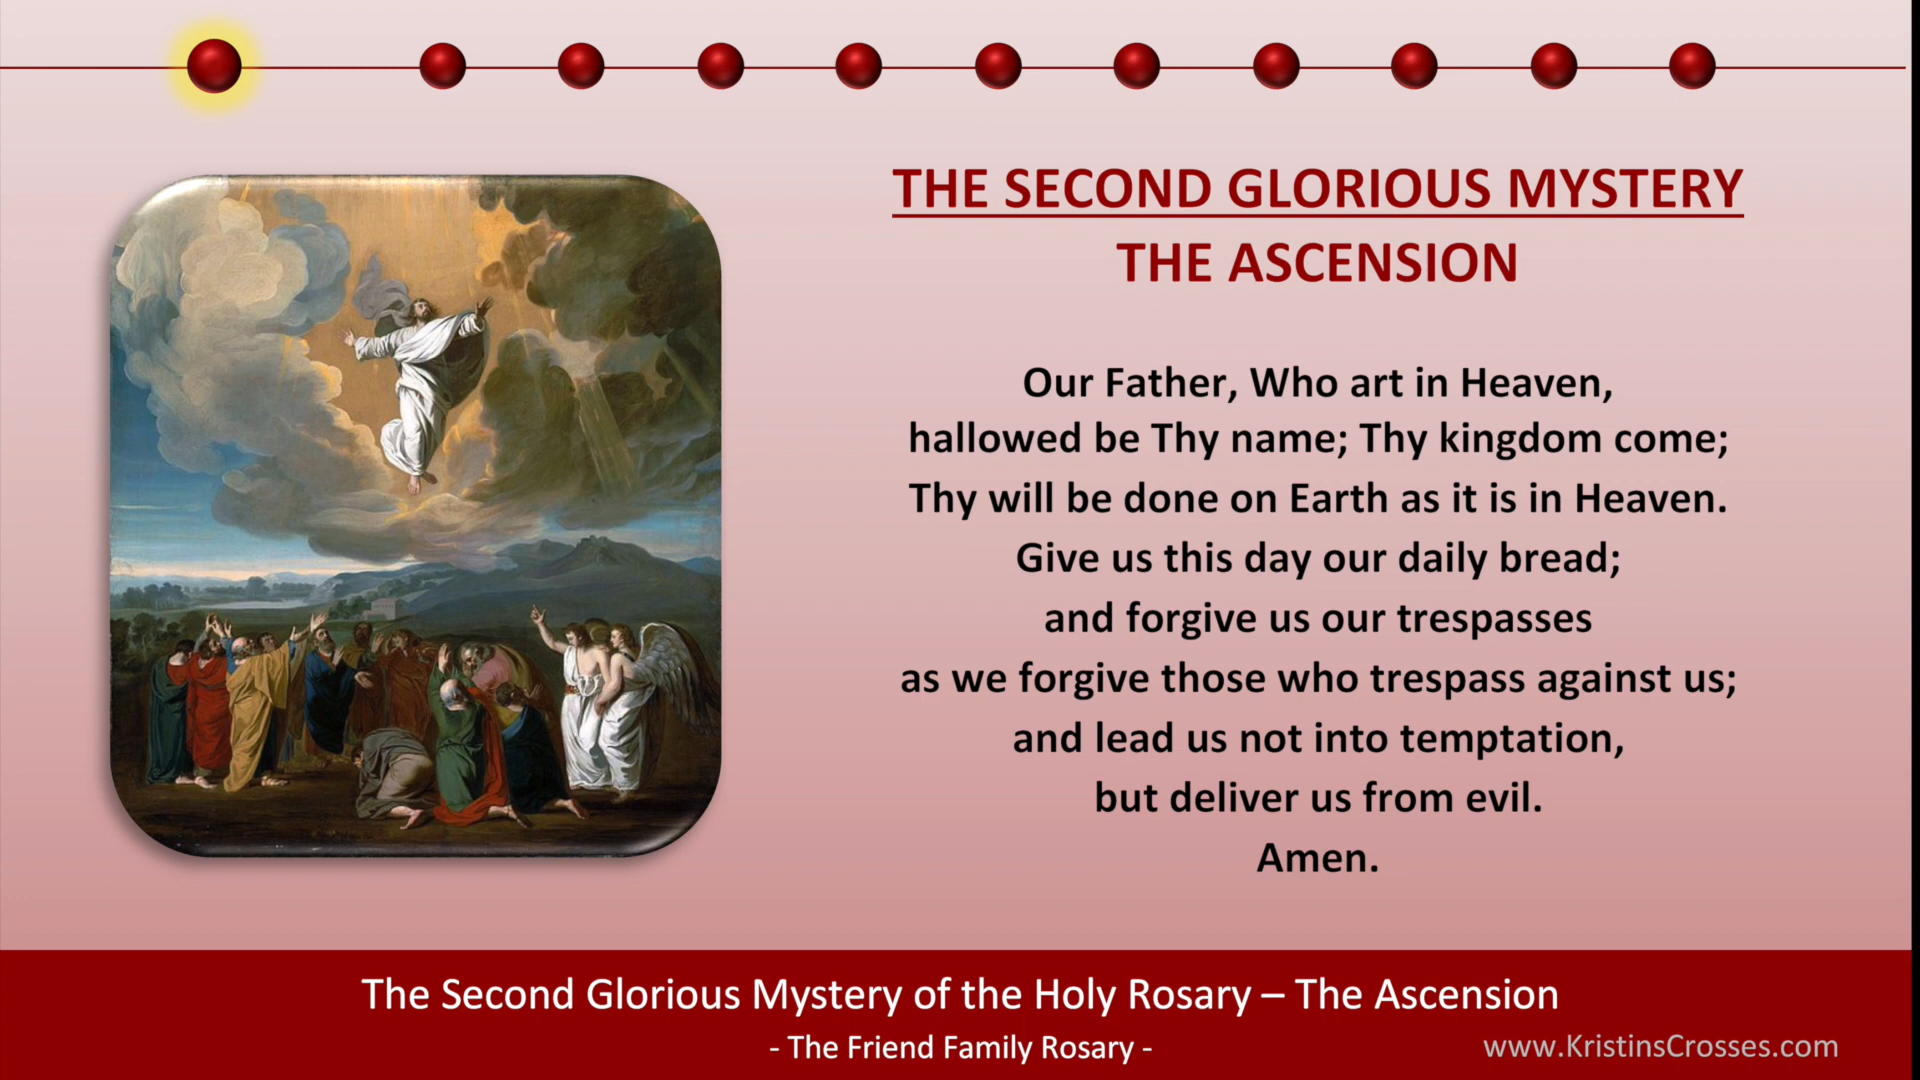 THE SECOND GLORIOUS MYSTERY
THE ASCENSION
Our Father, Who art in Heaven,
hallowed be Thy name; Thy kingdom come;
Thy will be done on Earth as it is in Heaven.
Give us this day our daily bread;
and forgive us our trespasses
as we forgive those who trespass against us;
and lead us not into temptation,
but deliver us from evil.
Amen.
The Second Glorious Mystery of the Holy Rosary – The Ascension
- The Friend Family Rosary -
www.KristinsCrosses.com